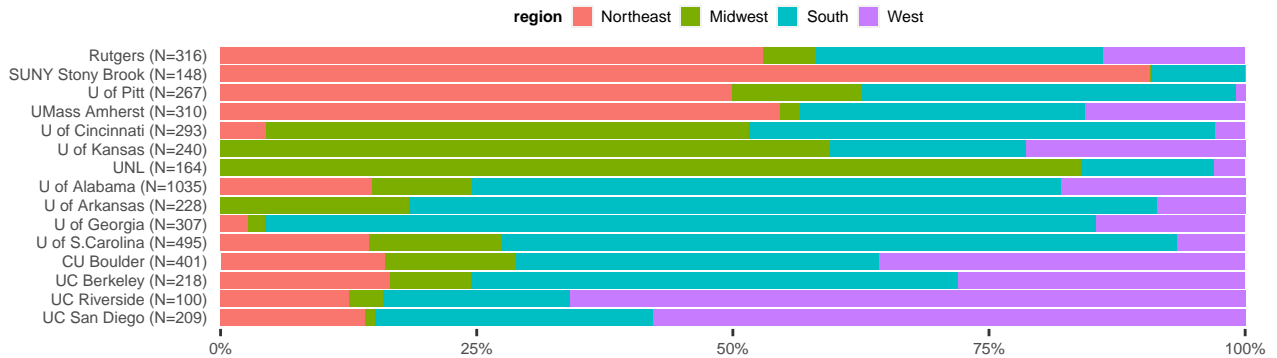 region Northeast Midwest South West
Rutgers (N=316)
SUNY Stony Brook (N=148)
U of Pitt (N=267)
UMass Amherst (N=310)
U of Cincinnati (N=293)
U of Kansas (N=240)
UNL (N=164)
U of Alabama (N=1035)
U of Arkansas (N=228)
U of Georgia (N=307)
U of S.Carolina (N=495)
CU Boulder (N=401)
UC Berkeley (N=218)
UC Riverside (N=100)
UC San Diego (N=209)
0% 25% 50% 75% 100%